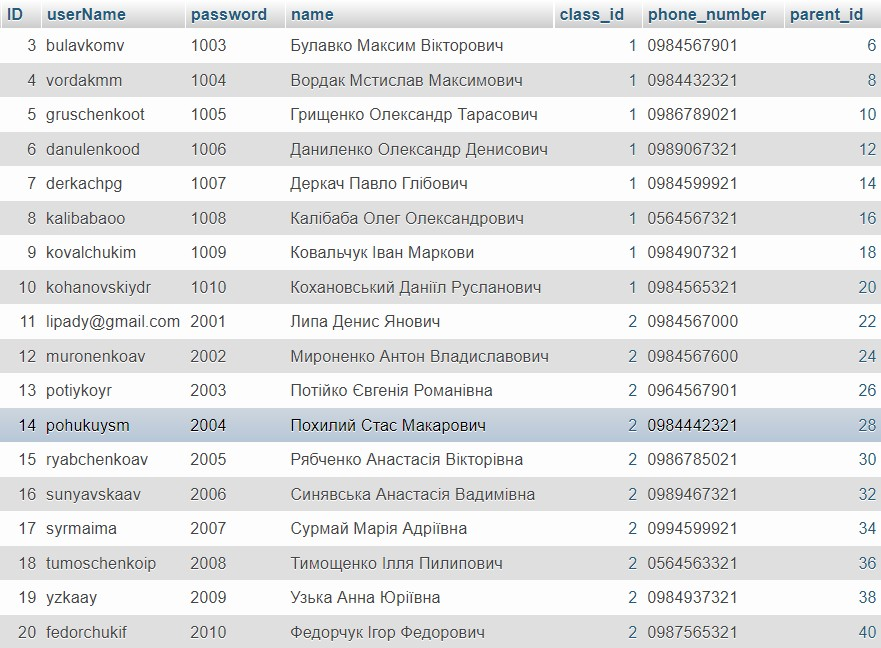 ID userName password name class_id phone_number parent_id
3 bulavkomv 1003 Булавко Максим Вікторович 1 0984567901 6
4 vordakmm 1004 Вордак Мстислав Максимович 1 0984432321 8
5 gruschenkoot 1005 Грищенко Олександр Тарасович 1 0986789021 10
6 danulenkood 1006 Даниленко Олександр Денисович 1 0989067321 12
7 derkachpg 1007 Деркач Павло Глібович 1 0984599921 14
8 kalibabaoo 1008 Калібаба Олег Олександрович 1 0564567321 16
9 kovalchukim 1009 Ковальчук Іван Маркови 1 0984907321 18
10 kohanovskiydr 1010 Кохановський Данііл Русланович 1 0984565321 20
11 lipady@gmail.com 2001 Липа Денис Янович 2 0984567000 22
12 muronenkoav 2002 Мироненко Антон Владиславович 2 0984567600 24
13 potiykoyr 2003 Потійко Євгенія Романівна 2 0964567901 26
14 pohukuysm 2004 Похилий Стас Макарович 2 0984442321 28
15 ryabchenkoav 2005 Рябченко Анастасія Вікторівна 2 0986785021 30
16 sunyavskaav 2006 Синявська Анастасія Вадимівна 2 0989467321 32
17 syrmaima 2007 Сурмай Марія Адріївна 2 0994599921 34
18 tumoschenkoip 2008 Тимощенко Ілля Пилипович 2 0564563321 36
19 yzkaay 2009 Узька Анна Юріївна 2 0984937321 38
20 fedorchukif 2010 Федорчук Ігор Федорович 2 0987565321 40